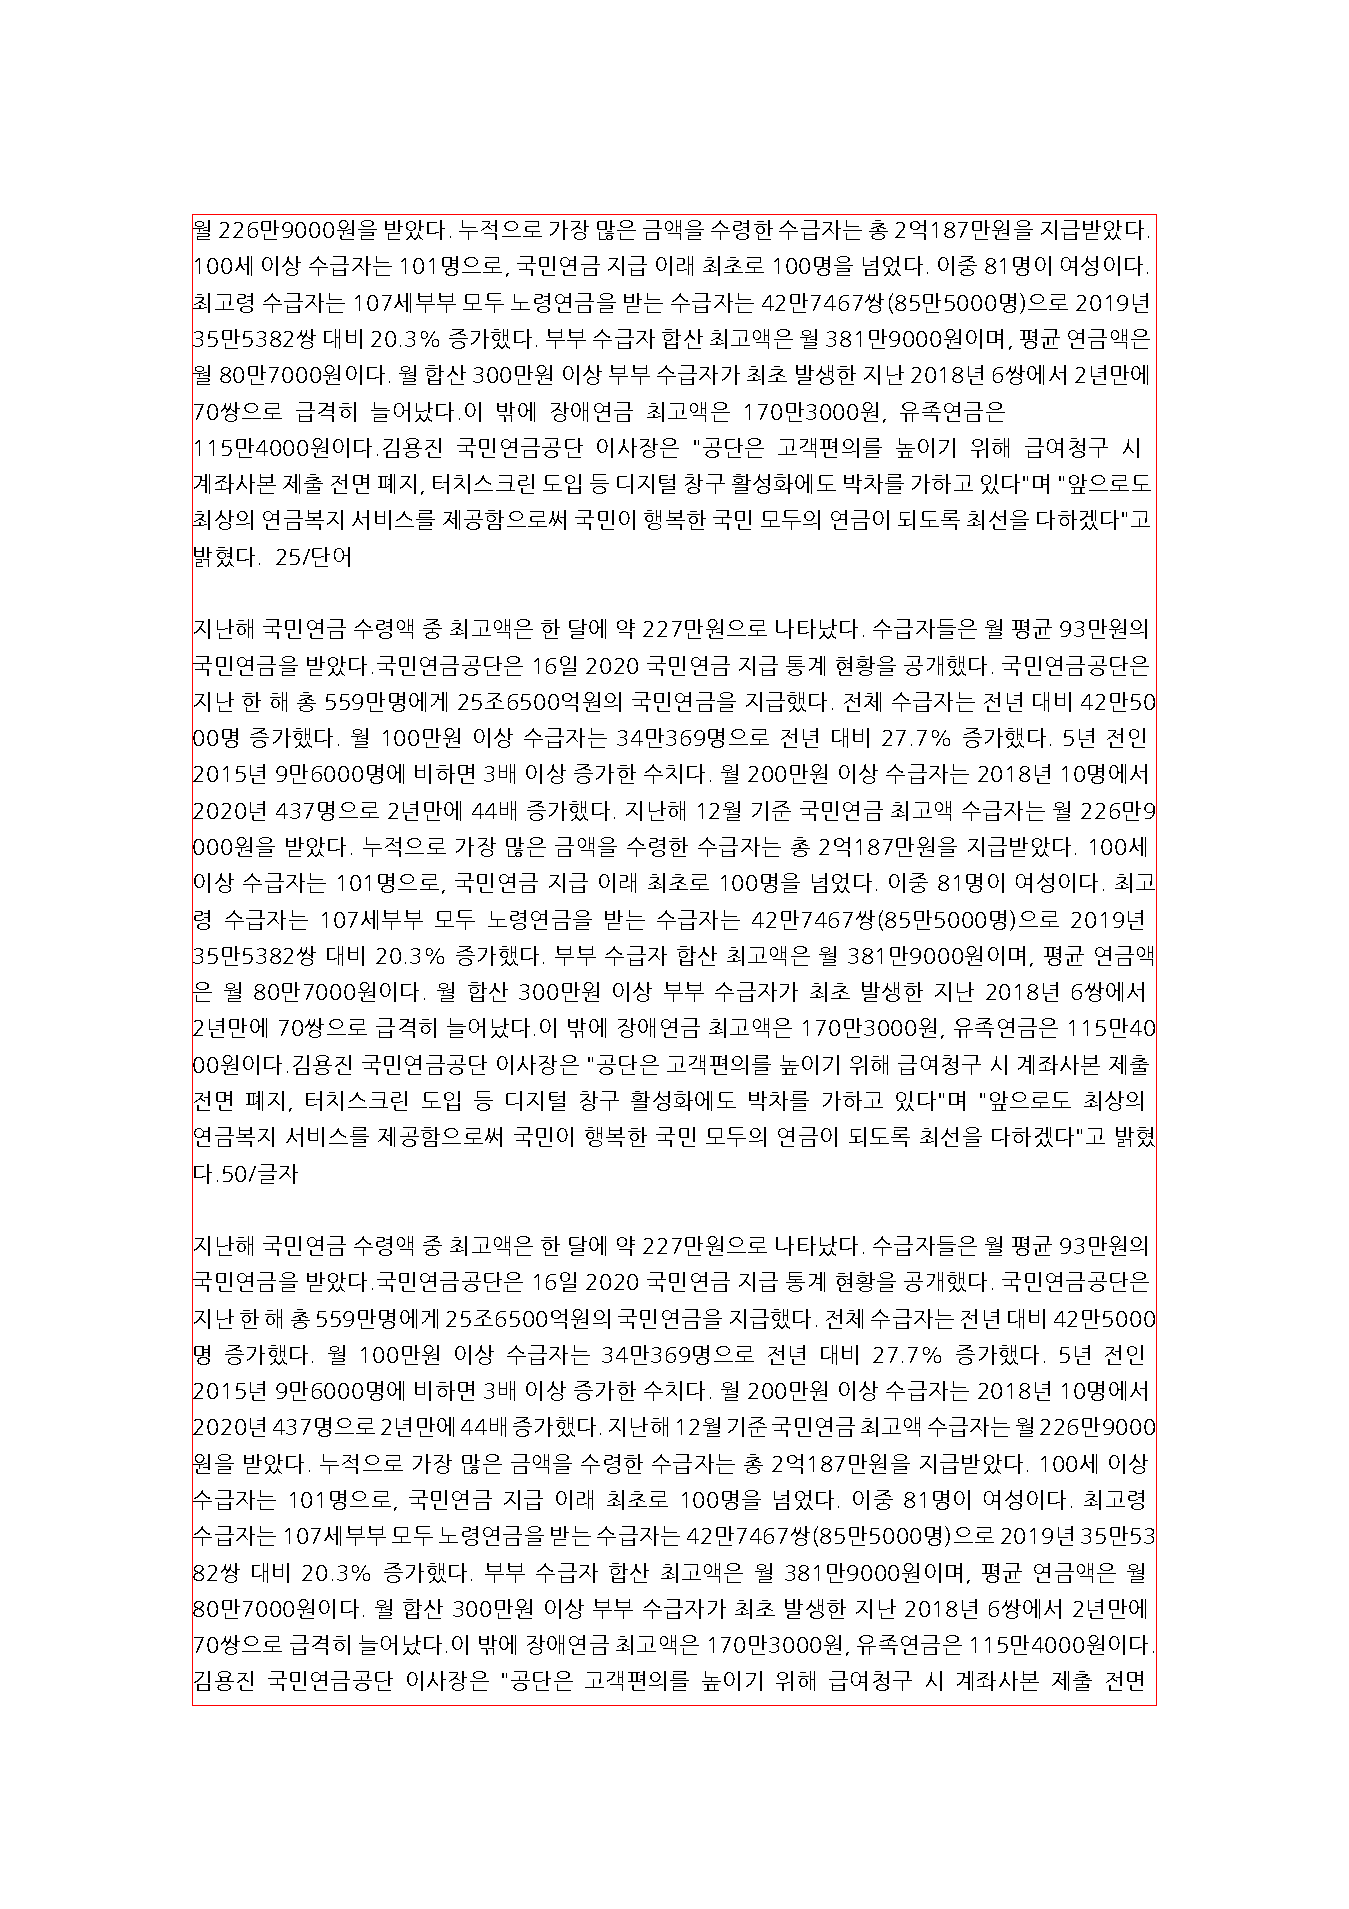 월 226만9000원을 받았다. 누적으로 가장 많은 금액을 수령한 수급자는 총 2억187만원을 지급받았다.
100세 이상 수급자는 101명으로, 국민연금 지급 이래 최초로 100명을 넘었다. 이중 81명이 여성이다.
최고령 수급자는 107세부부 모두 노령연금을 받는 수급자는 42만7467쌍(85만5000명)으로 2019년
35만5382쌍 대비 20.3% 증가했다. 부부 수급자 합산 최고액은 월 381만9000원이며, 평균 연금액은
월 80만7000원이다. 월 합산 300만원 이상 부부 수급자가 최초 발생한 지난 2018년 6쌍에서 2년만에
70쌍으로 급격히 늘어났다.이 밖에 장애연금 최고액은 170만3000원, 유족연금은
115만4000원이다.김용진 국민연금공단 이사장은 "공단은 고객편의를 높이기 위해 급여청구 시
계좌사본 제출 전면 폐지, 터치스크린 도입 등 디지털 창구 활성화에도 박차를 가하고 있다"며 "앞으로도
최상의 연금복지 서비스를 제공함으로써 국민이 행복한 국민 모두의 연금이 되도록 최선을 다하겠다"고
밝혔다. 25/단어
지난해 국민연금 수령액 중 최고액은 한 달에 약 227만원으로 나타났다. 수급자들은 월 평균 93만원의
국민연금을 받았다.국민연금공단은 16일 2020 국민연금 지급 통계 현황을 공개했다. 국민연금공단은
지난 한 해 총 559만명에게 25조6500억원의 국민연금을 지급했다. 전체 수급자는 전년 대비 42만50
00명 증가했다. 월 100만원 이상 수급자는 34만369명으로 전년 대비 27.7% 증가했다. 5년 전인
2015년 9만6000명에 비하면 3배 이상 증가한 수치다. 월 200만원 이상 수급자는 2018년 10명에서
2020년 437명으로 2년만에 44배 증가했다. 지난해 12월 기준 국민연금 최고액 수급자는 월 226만9
000원을 받았다. 누적으로 가장 많은 금액을 수령한 수급자는 총 2억187만원을 지급받았다. 100세
이상 수급자는 101명으로, 국민연금 지급 이래 최초로 100명을 넘었다. 이중 81명이 여성이다. 최고
령 수급자는 107세부부 모두 노령연금을 받는 수급자는 42만7467쌍(85만5000명)으로 2019년
35만5382쌍 대비 20.3% 증가했다. 부부 수급자 합산 최고액은 월 381만9000원이며, 평균 연금액
은 월 80만7000원이다. 월 합산 300만원 이상 부부 수급자가 최초 발생한 지난 2018년 6쌍에서
2년만에 70쌍으로 급격히 늘어났다.이 밖에 장애연금 최고액은 170만3000원, 유족연금은 115만40
00원이다.김용진 국민연금공단 이사장은 "공단은 고객편의를 높이기 위해 급여청구 시 계좌사본 제출
전면 폐지, 터치스크린 도입 등 디지털 창구 활성화에도 박차를 가하고 있다"며 "앞으로도 최상의
연금복지 서비스를 제공함으로써 국민이 행복한 국민 모두의 연금이 되도록 최선을 다하겠다"고 밝혔
다.50/글자
지난해 국민연금 수령액 중 최고액은 한 달에 약 227만원으로 나타났다. 수급자들은 월 평균 93만원의
국민연금을 받았다.국민연금공단은 16일 2020 국민연금 지급 통계 현황을 공개했다. 국민연금공단은
지난 한 해 총 559만명에게 25조6500억원의 국민연금을 지급했다. 전체 수급자는 전년 대비 42만5000
명 증가했다. 월 100만원 이상 수급자는 34만369명으로 전년 대비 27.7% 증가했다. 5년 전인
2015년 9만6000명에 비하면 3배 이상 증가한 수치다. 월 200만원 이상 수급자는 2018년 10명에서
2020년 437명으로 2년만에 44배 증가했다. 지난해 12월 기준 국민연금 최고액 수급자는 월 226만9000
원을 받았다. 누적으로 가장 많은 금액을 수령한 수급자는 총 2억187만원을 지급받았다. 100세 이상
수급자는 101명으로, 국민연금 지급 이래 최초로 100명을 넘었다. 이중 81명이 여성이다. 최고령
수급자는 107세부부 모두 노령연금을 받는 수급자는 42만7467쌍(85만5000명)으로 2019년 35만53
82쌍 대비 20.3% 증가했다. 부부 수급자 합산 최고액은 월 381만9000원이며, 평균 연금액은 월
80만7000원이다. 월 합산 300만원 이상 부부 수급자가 최초 발생한 지난 2018년 6쌍에서 2년만에
70쌍으로 급격히 늘어났다.이 밖에 장애연금 최고액은 170만3000원, 유족연금은 115만4000원이다.
김용진 국민연금공단 이사장은 "공단은 고객편의를 높이기 위해 급여청구 시 계좌사본 제출 전면